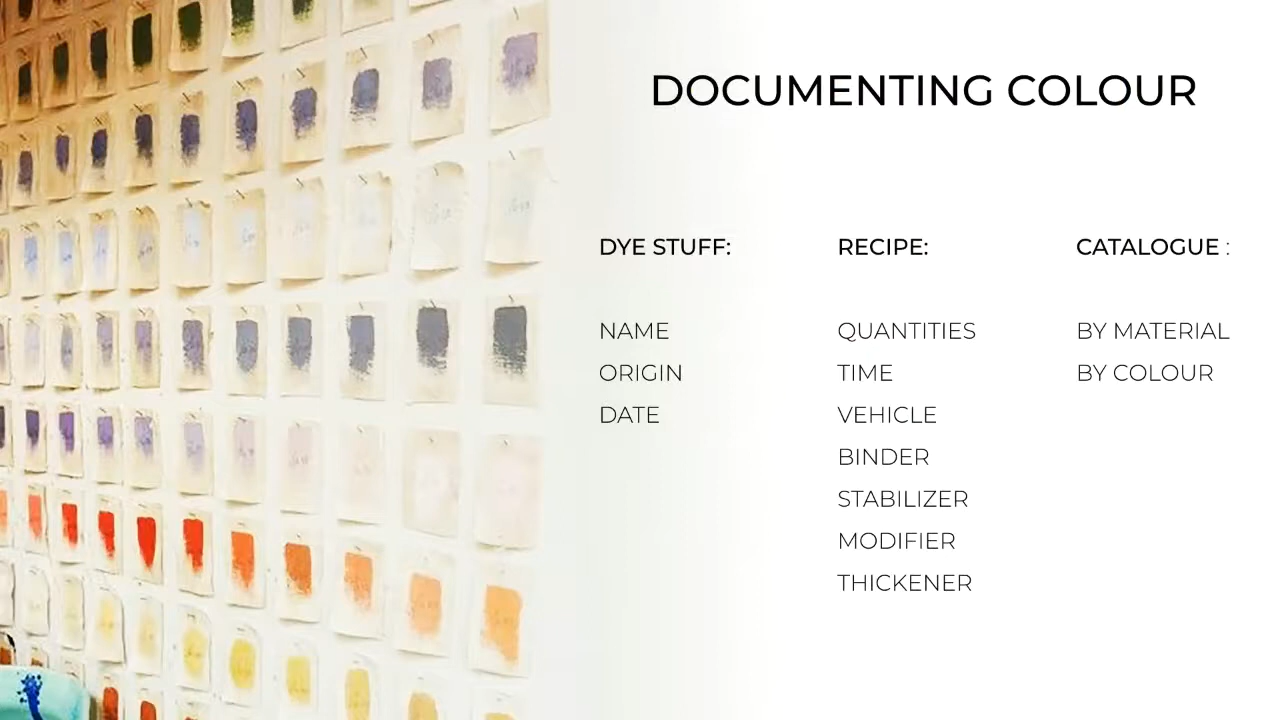 DOCUMENTING COLOUR
DYE STUFF:
NAME
ORIGIN
DATE
RECIPE:
QUANTITIES
TIME
VEHICLE
BINDER
STABILIZER
MODIFIER
THICKENER
CATALOGUE :
BY MATERIAL
BY COLOUR